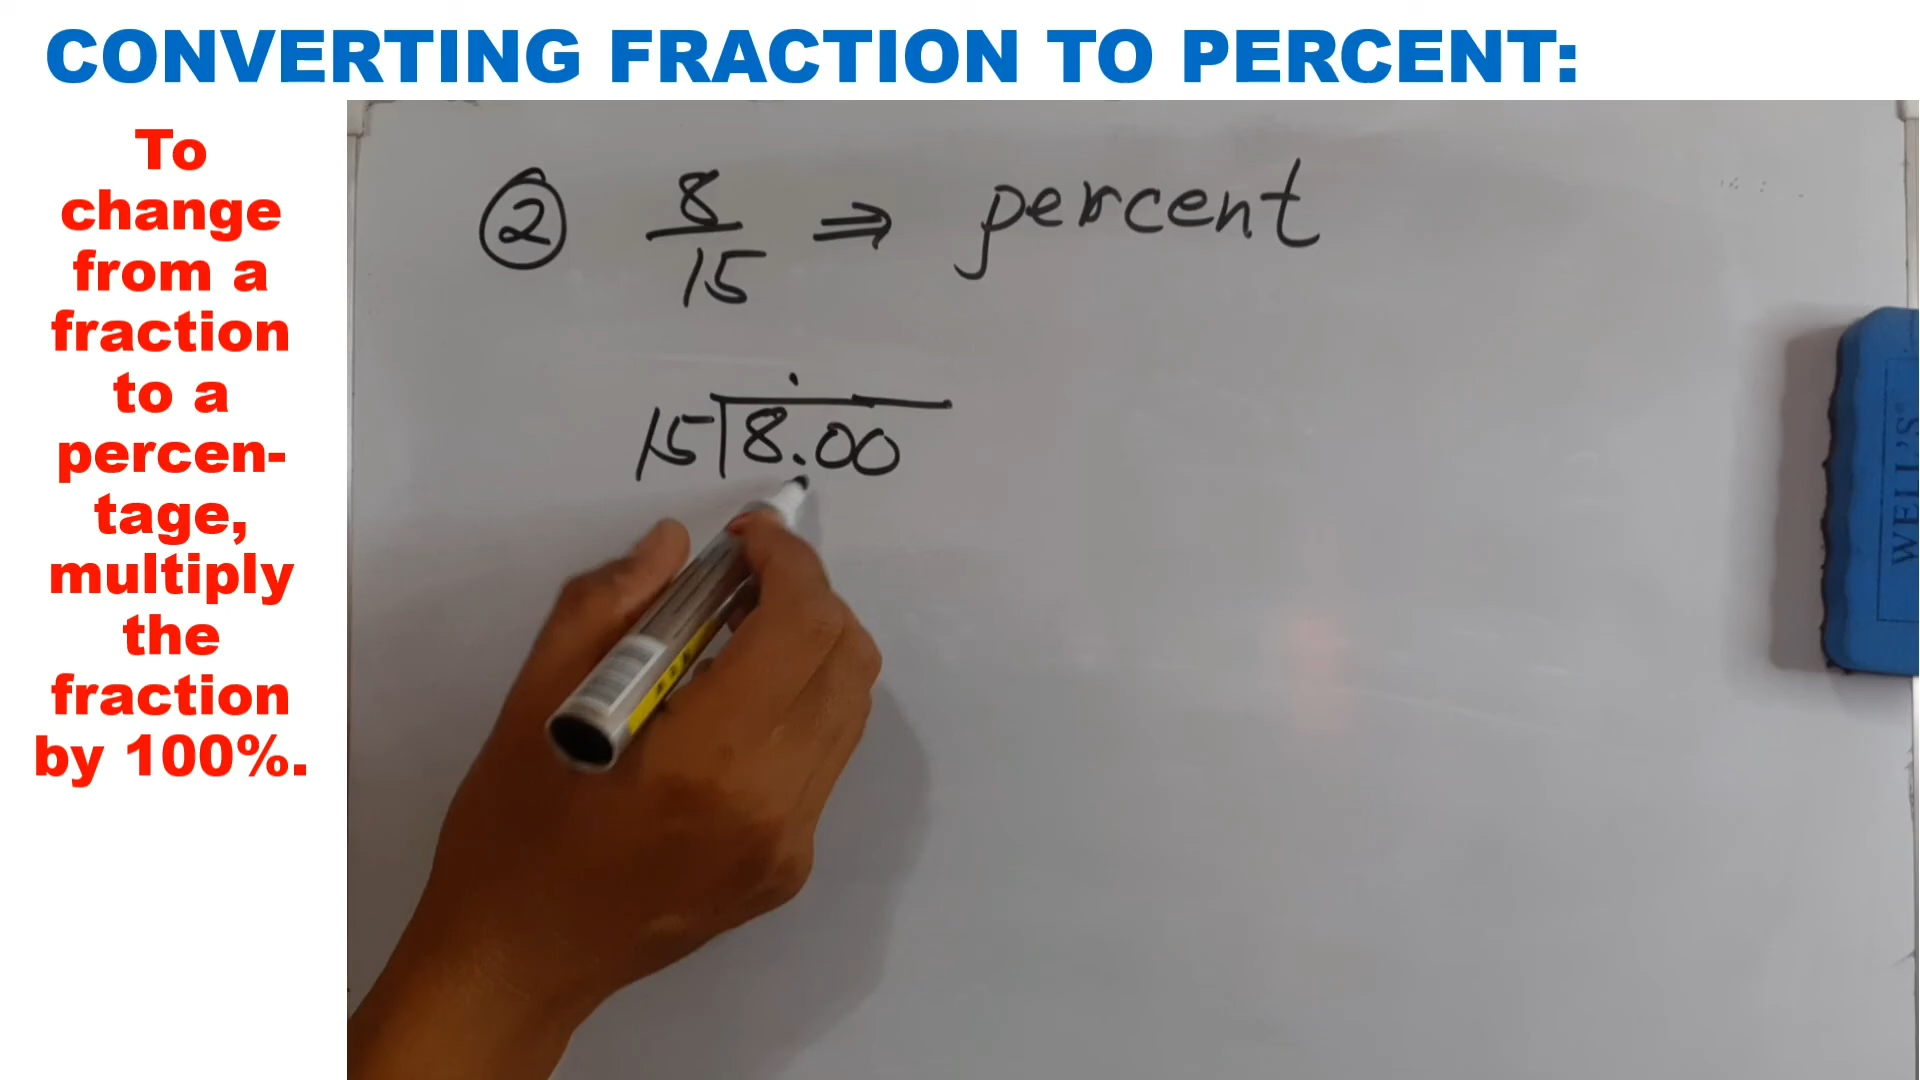 CONVERTING FRACTION TO PERCENT:
To
change
from a
fraction
to a
percen-
tage,
multiply
the
fraction
by 100%.
② 8/15 ⇒ percent
.
15⟌8.00
WELL'S